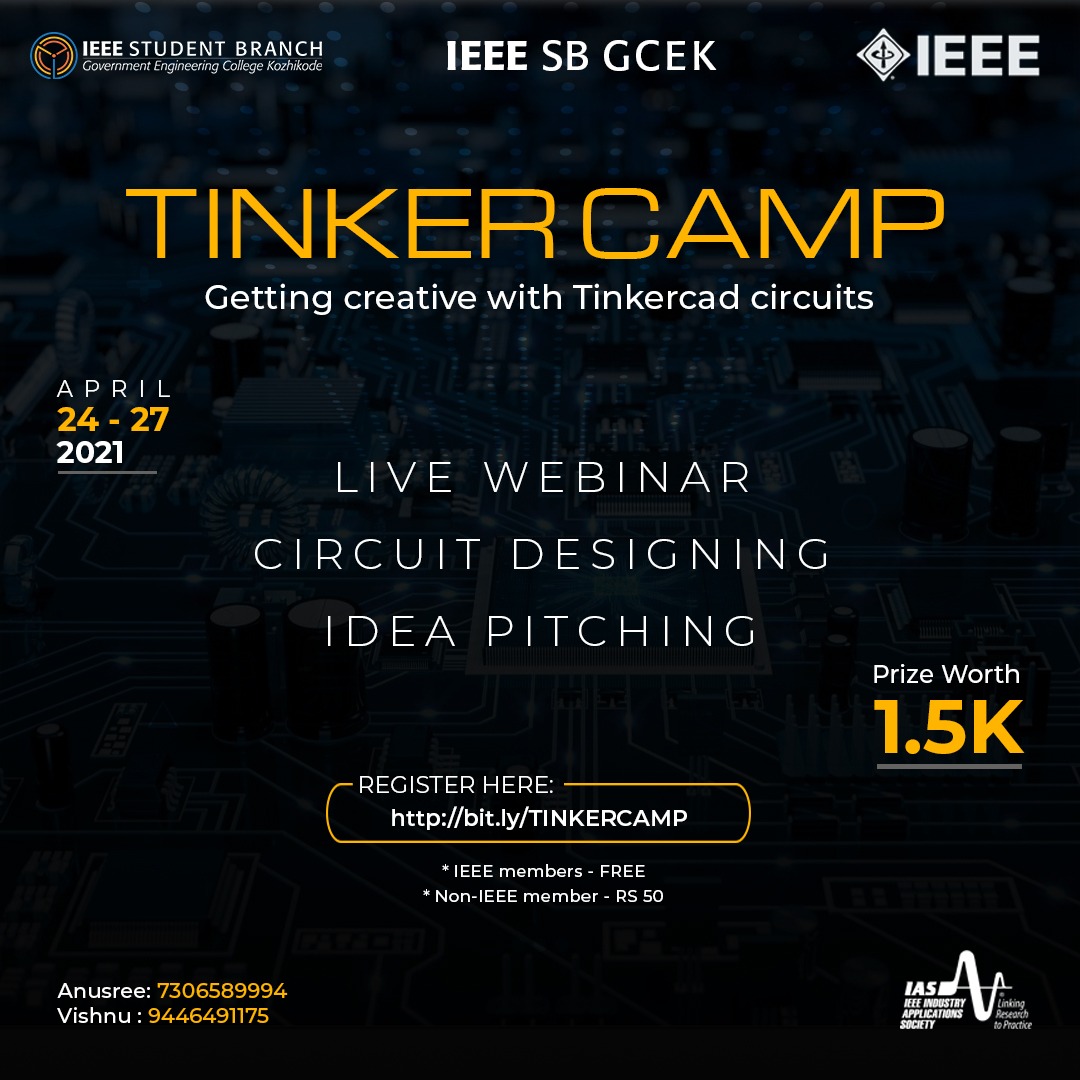 IEEE STUDENT BRANCH
Government Engineering College Kozhikode
IEEE SB GCEK
IEEE
TINKER CAMP
Getting creative with Tinkercad circuits
APRIL
24 - 27
2021
LIVE WEBINAR
CIRCUIT DESIGNING
IDEA PITCHING
Prize Worth
1.5K
REGISTER HERE:
http://bit.ly/TINKERCAMP
* IEEE members - FREE
* Non-IEEE member - RS 50
Anusree: 7306589994
Vishnu : 9446491175
IAS
IEEE INDUSTRY
APPLICATIONS
SOCIETY
®
Linking
Research
to Practice